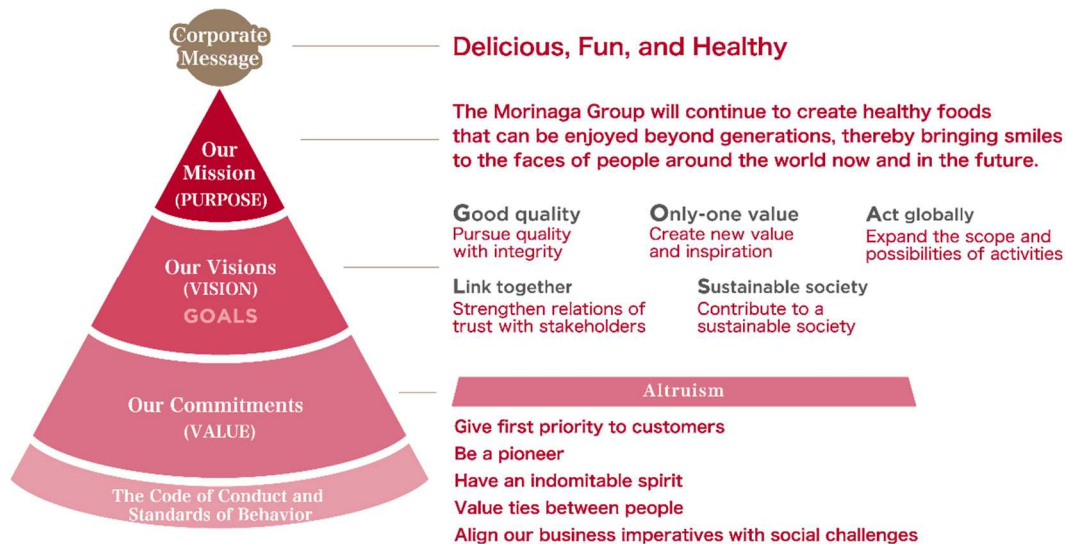 Corporate
Message
Delicious, Fun, and Healthy
Our
Mission
(PURPOSE)
The Morinaga Group will continue to create healthy foods
that can be enjoyed beyond generations, thereby bringing smiles
to the faces of people around the world now and in the future.
Our Visions
(VISION)
GOALS
Good quality
Pursue quality
with integrity
Only-one value
Create new value
and inspiration
Act globally
Expand the scope and
possibilities of activities
Link together
Strengthen relations of
trust with stakeholders
Sustainable society
Contribute to a
sustainable society
Our Commitments
(VALUE)
Altruism
Give first priority to customers
Be a pioneer
Have an indomitable spirit
Value ties between people
Align our business imperatives with social challenges
The Code of Conduct and
Standards of Behavior